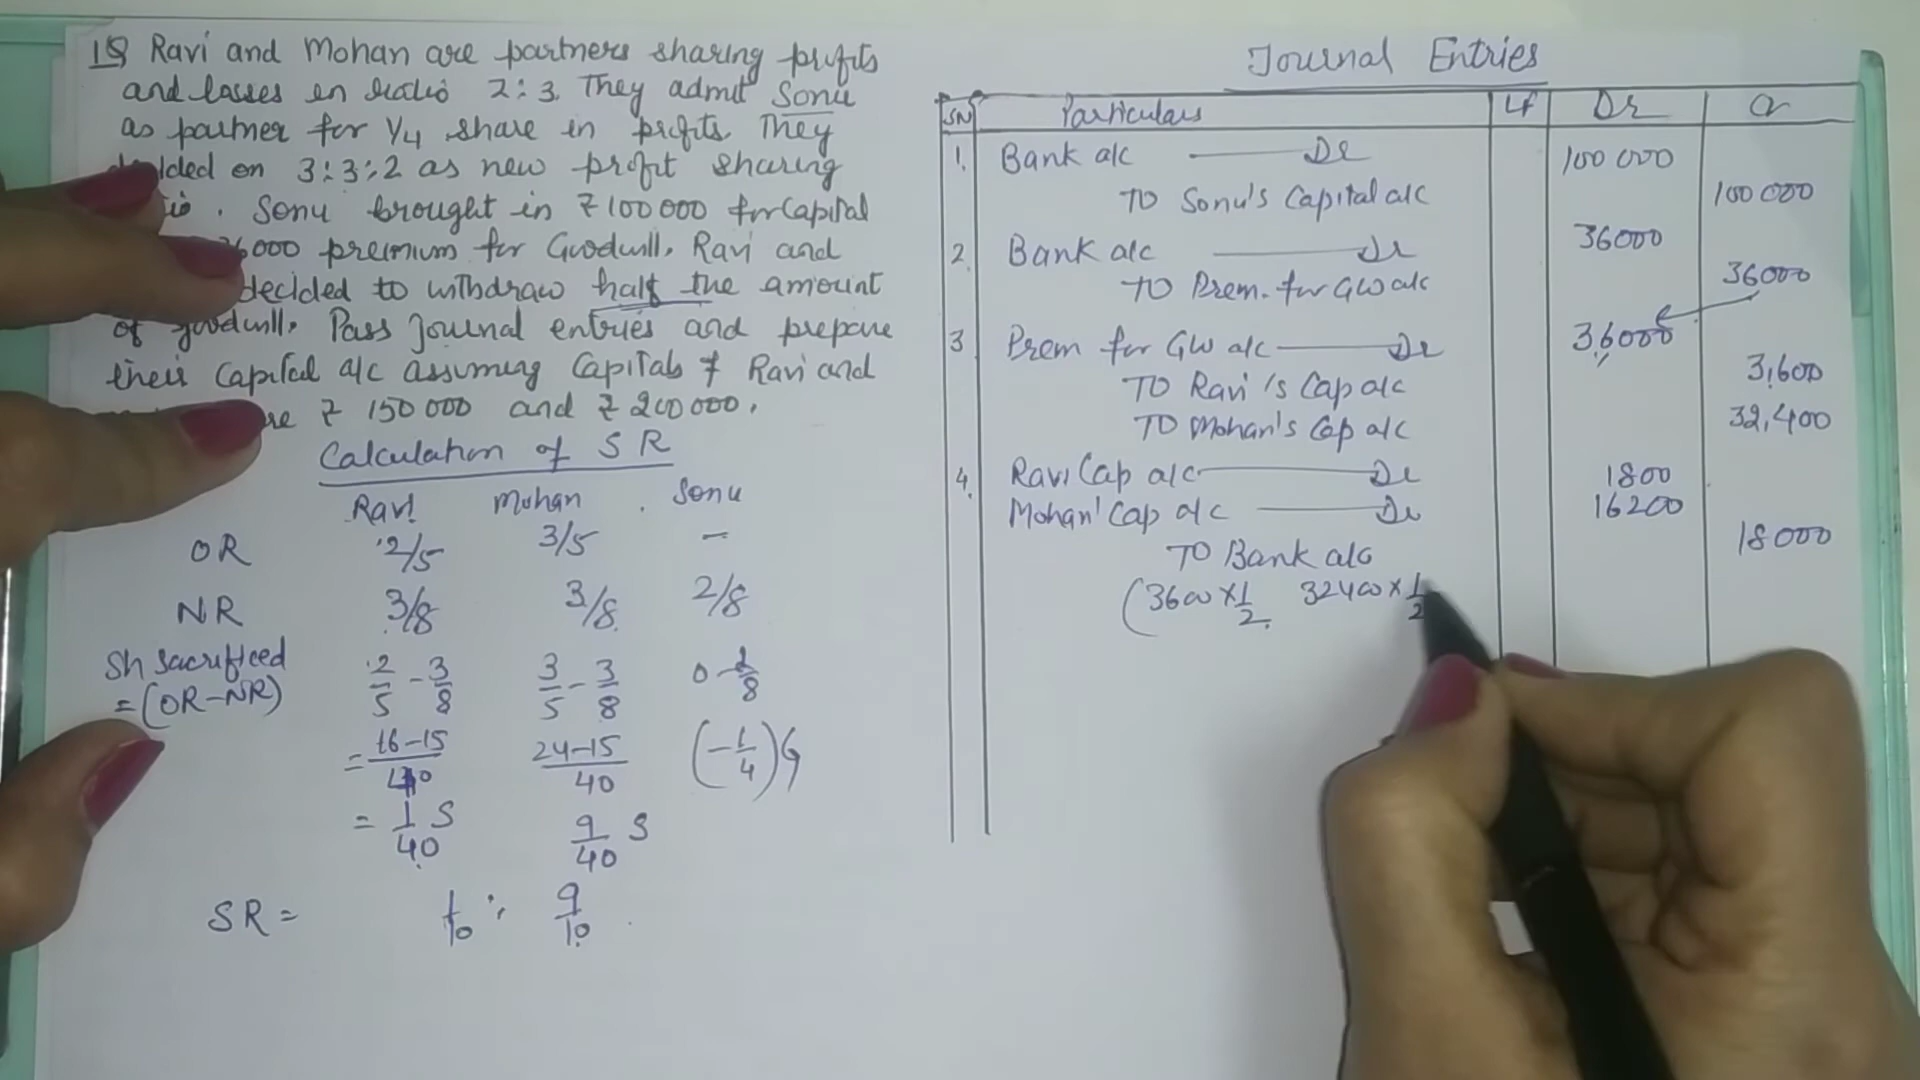 1Q Ravi and Mohan are partners sharing profits
and losses in ratio 2:3. They admit Sonu
as partner for 1/4 share in profits. They
ided on 3:3:2 as new profit sharing
io. Sonu brought in ₹100000 for Capital
36000 premium for Goodwill. Ravi and
decided to withdraw half the amount
of goodwill. Pass Journal entries and prepare
their Capital a/c assuming Capitals of Ravi and
are ₹ 150000 and ₹ 200000.
Calculation of SR
Ravi Mohan Sonu
OR 2/5 3/5 -
NR 3/8 3/8 2/8
Sh sacrificed
= (OR-NR) 2/5 - 3/8 3/5 - 3/8 0 - 2/8
= 16-15/40 24-15/40 (-1/4) G
= 1/40 S 9/40 S
SR = 1/10 : 9/10
Journal Entries
SN Particulars LF Dr Cr
1. Bank a/c Dr 100000
TO Sonu's Capital a/c 100000
2. Bank a/c Dr 36000
TO Prem. for GW a/c 36000
3 Prem for GW a/c Dr 36000
TO Ravi's Cap a/c 3,600
TO Mohan's Cap a/c 32,400
4. Ravi Cap a/c Dr 1800
Mohan' Cap a/c Dr 16200
TO Bank a/c 18000
(3600 x 1/2 32400 x 1/2